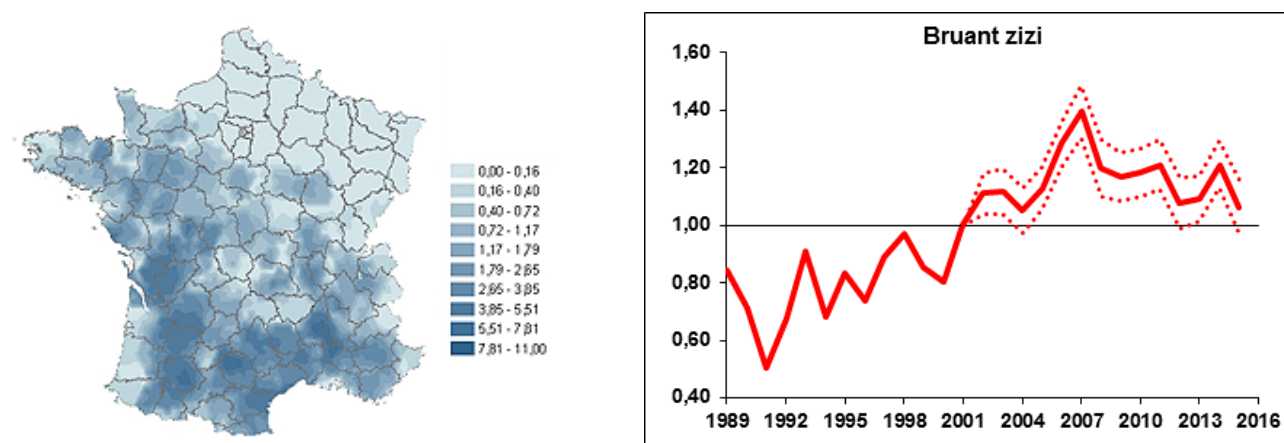 0,00 - 0,16
0,16 - 0,40
0,40 - 0,72
0,72 - 1,17
1,17 - 1,79
1,79 - 2,65
2,65 - 3,85
3,85 - 5,51
5,51 - 7,81
7,81 - 11,00
Bruant zizi
1,60
1,40
1,20
1,00
0,80
0,60
0,40
1989 1992 1995 1998 2001 2004 2007 2010 2013 2016